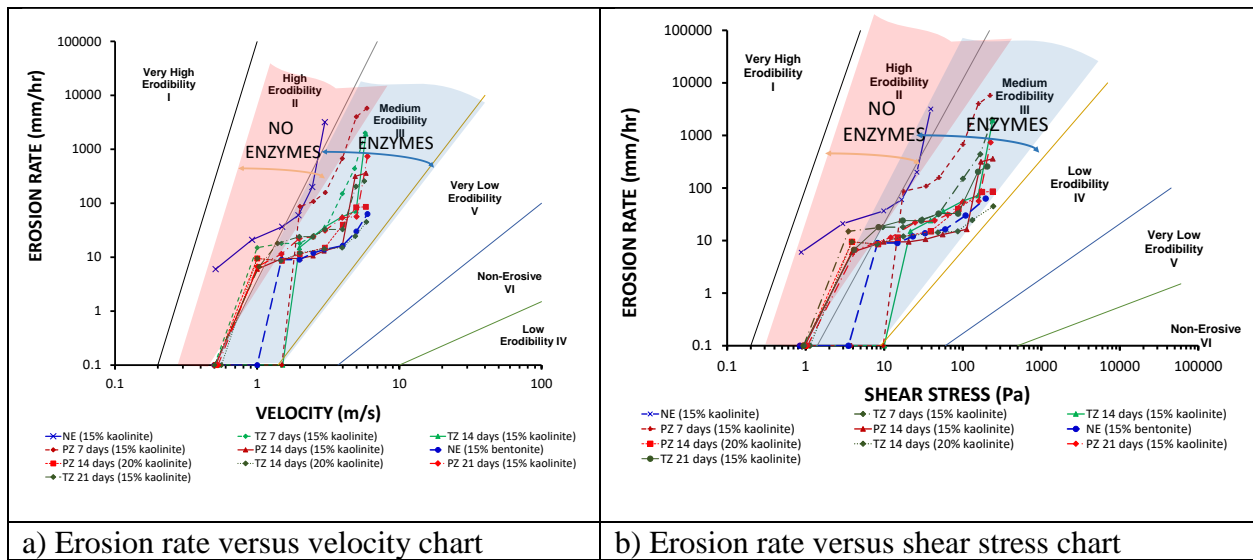 100000
10000
1000
100
10
1
0.1
EROSION RATE (mm/hr)
Very High
Erodibility
I
High
Erodibility
II
NO
ENZYMES
Medium
Erodibility
III
ENZYMES
Very Low
Erodibility
V
Non-Erosive
VI
Low
Erodibility IV
0.1
1
10
100
VELOCITY (m/s)
NE (15% kaolinite)
TZ 7 days (15% kaolinite)
TZ 14 days (15% kaolinite)
PZ 7 days (15% kaolinite)
PZ 14 days (15% kaolinite)
NE (15% bentonite)
PZ 14 days (20% kaolinite)
TZ 14 days (20% kaolinite)
PZ 21 days (15% kaolinite)
TZ 21 days (15% kaolinite)
a) Erosion rate versus velocity chart
100000
10000
1000
100
10
1
0.1
EROSION RATE (mm/hr)
Very High
Erodibility
I
High
Erodibility
II
NO
ENZYMES
Medium
Erodibility
III
ENZYMES
Low
Erodibility
IV
Very Low
Erodibility
V
Non-Erosive
VI
0.1
1
10
100
1000
10000
100000
SHEAR STRESS (Pa)
NE (15% kaolinite)
TZ 7 days (15% kaolinite)
TZ 14 days (15% kaolinite)
PZ 7 days (15% kaolinite)
PZ 14 days (15% kaolinite)
NE (15% bentonite)
PZ 14 days (20% kaolinite)
TZ 14 days (20% kaolinite)
PZ 21 days (15% kaolinite)
TZ 21 days (15% kaolinite)
b) Erosion rate versus shear stress chart